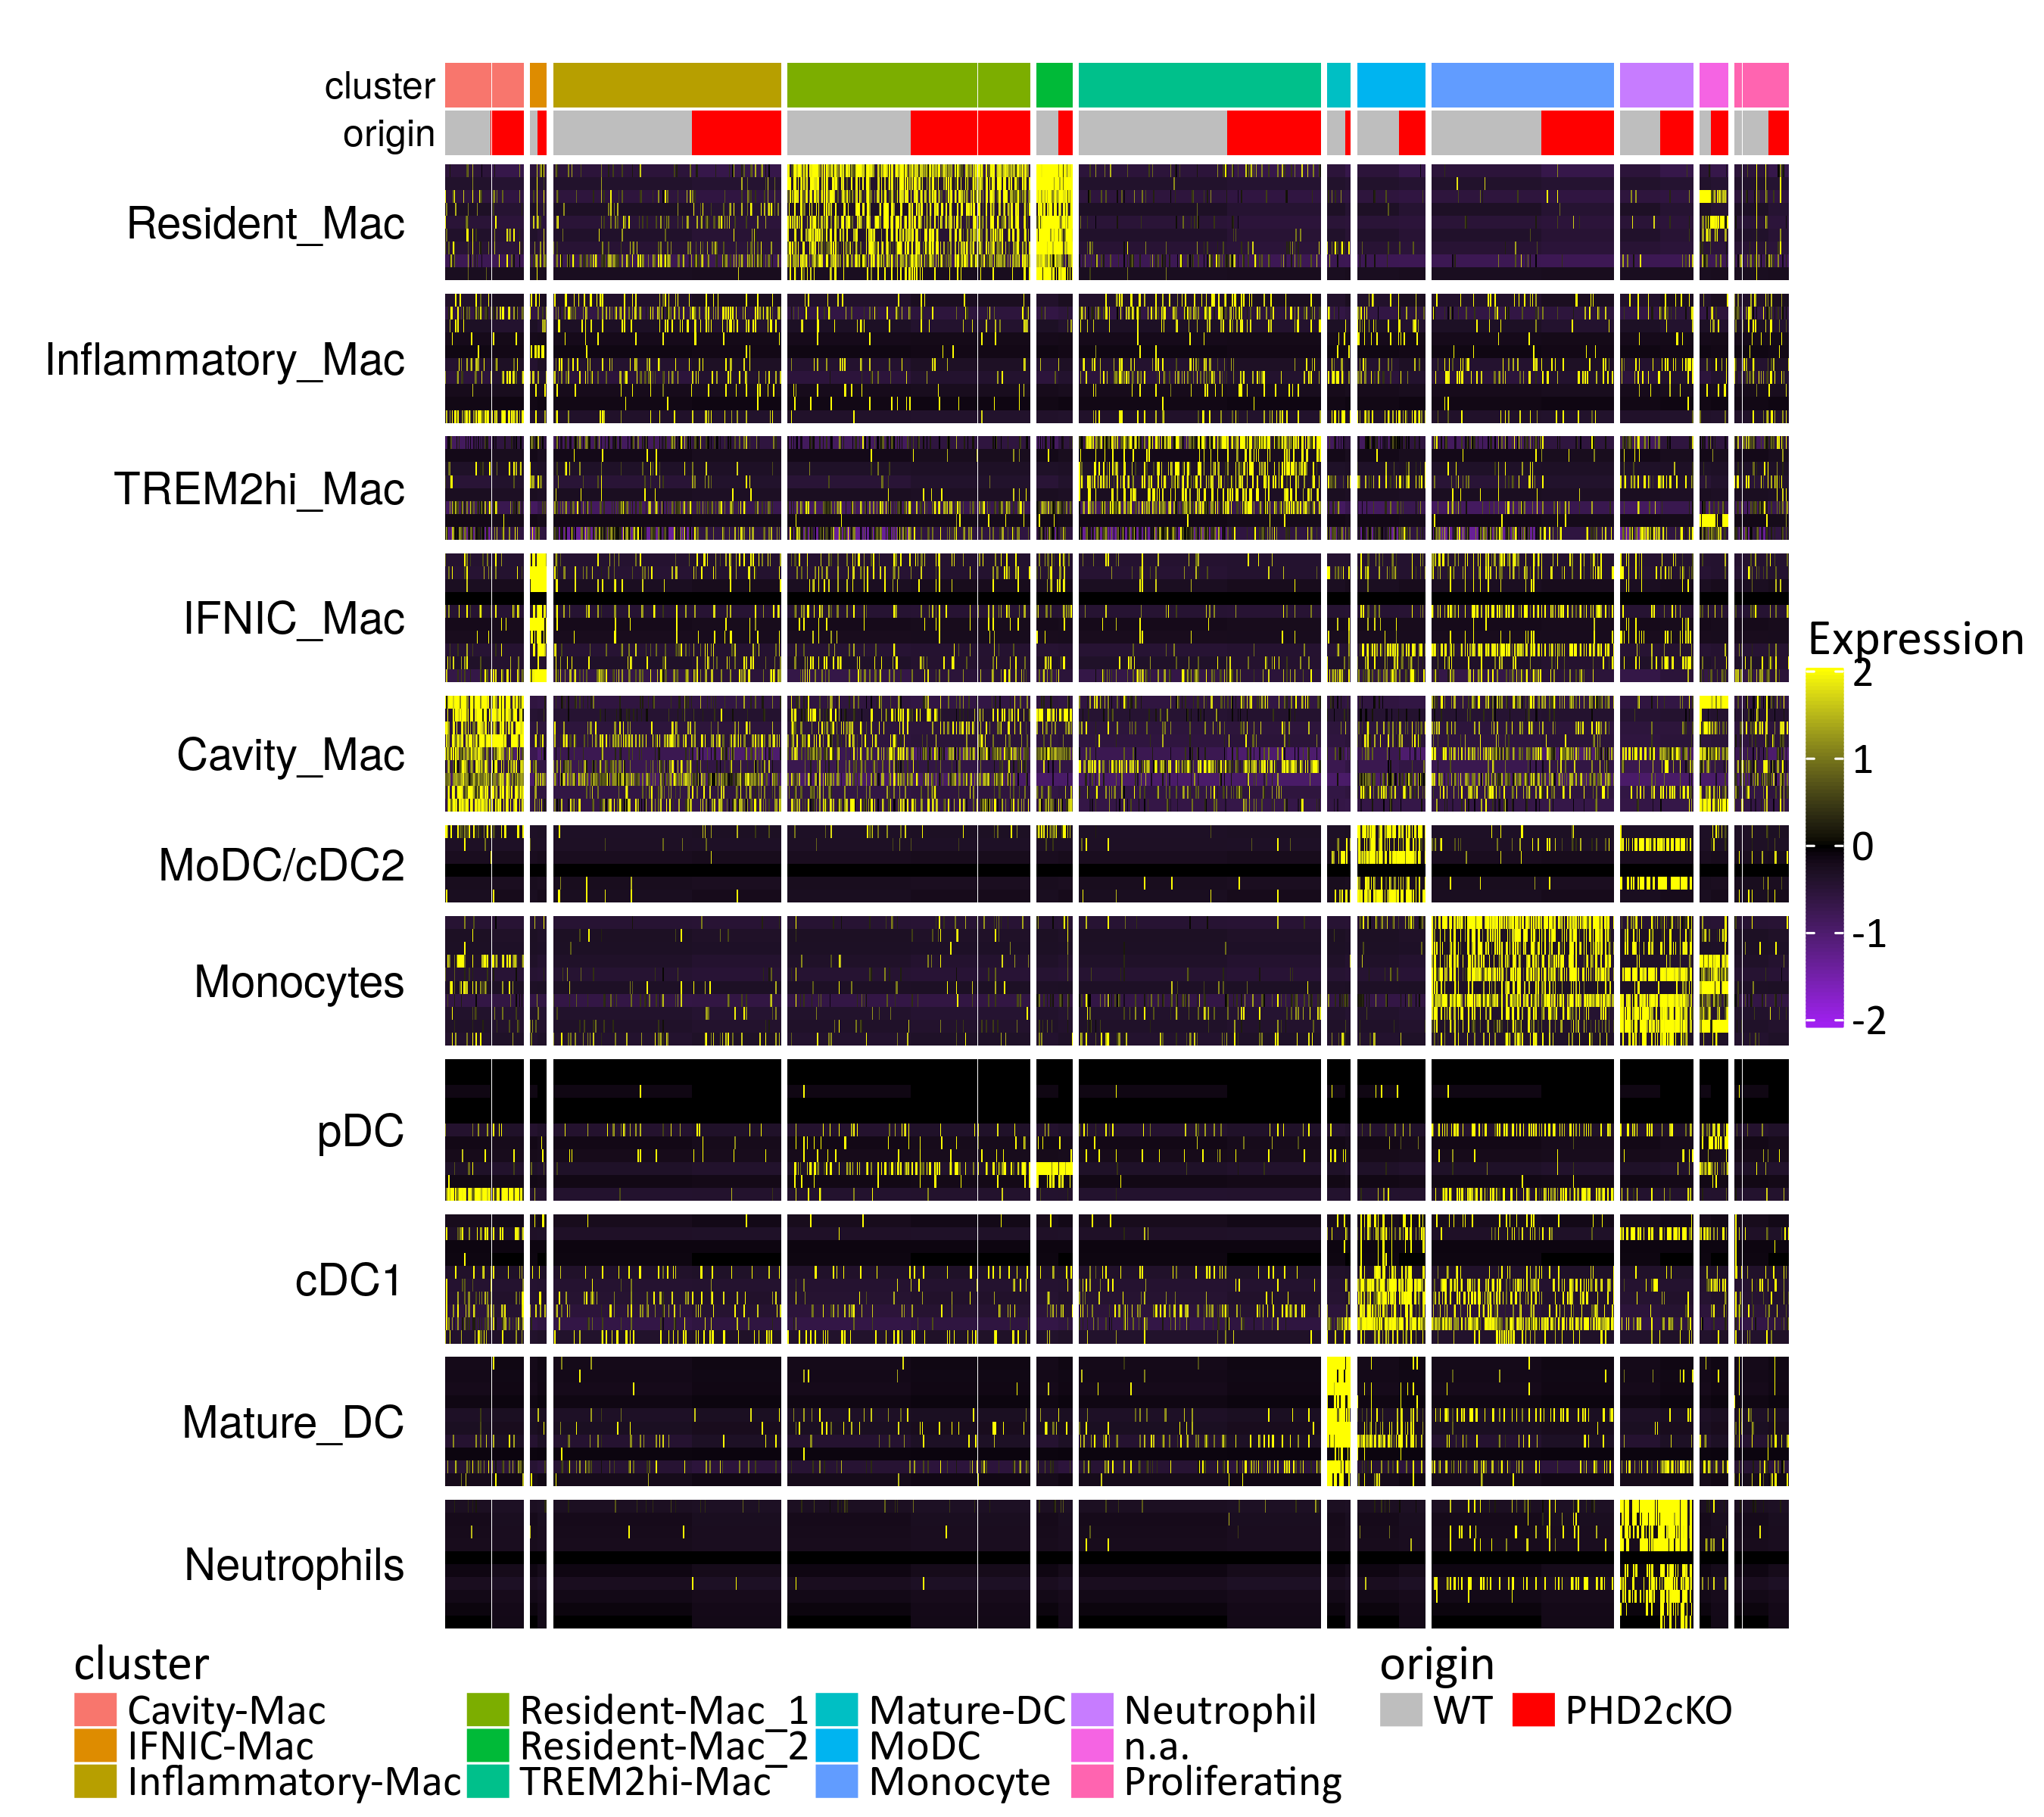 cluster
origin
Resident_Mac
Inflammatory_Mac
TREM2hi_Mac
IFNIC_Mac
Cavity_Mac
MoDC/cDC2
Monocytes
pDC
cDC1
Mature_DC
Neutrophils
Expression
2
1
0
-1
-2
cluster
Cavity-Mac
IFNIC-Mac
Inflammatory-Mac
Resident-Mac_1
Resident-Mac_2
TREM2hi-Mac
Mature-DC
MoDC
Monocyte
Neutrophil
n.a.
Proliferating
origin
WT
PHD2cKO